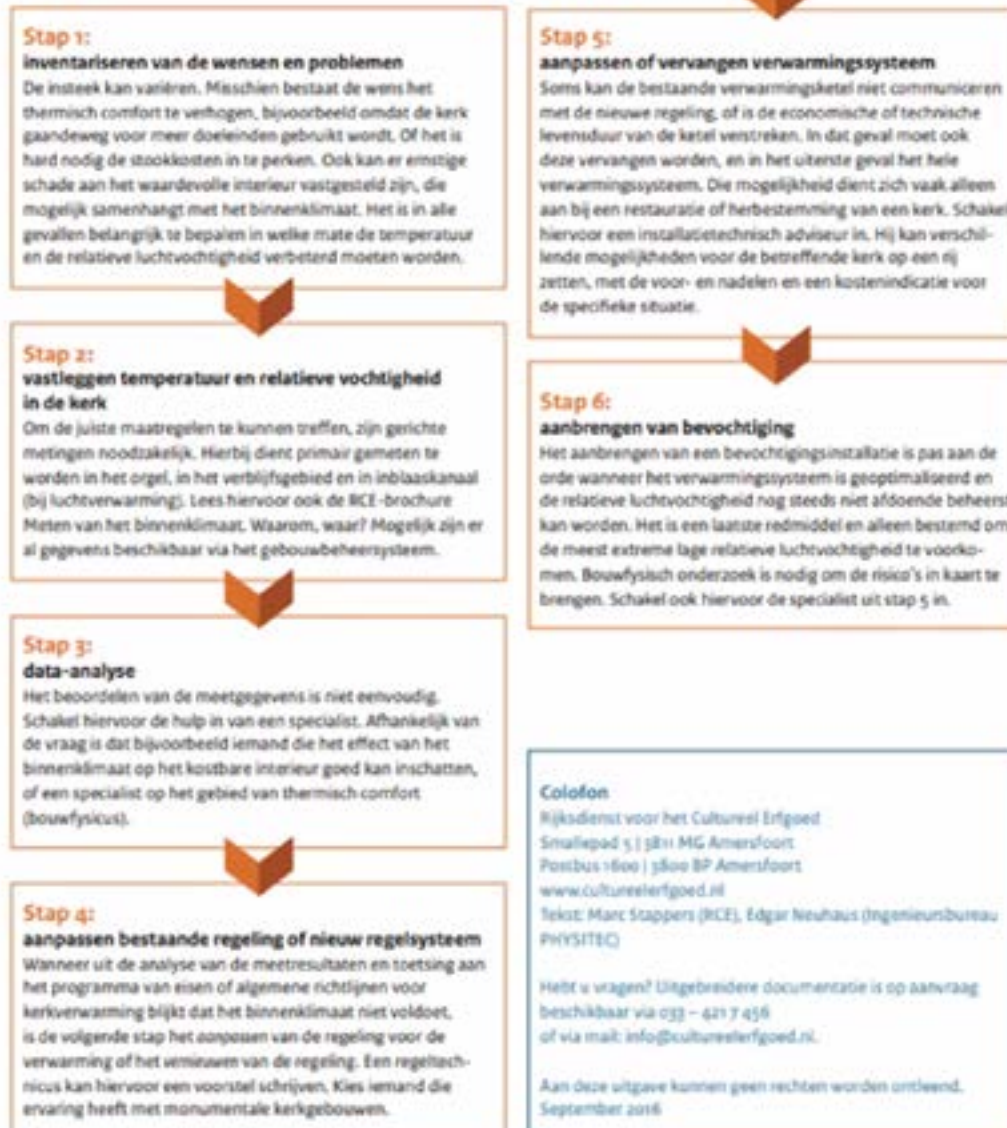 Stap 1:
inventariseren van de wensen en problemen
De insteek kan variëren. Misschien bestaat de wens het
thermisch comfort te verhogen, bijvoorbeeld omdat de kerk
gaandeweg voor meer doeleinden gebruikt wordt. Of het is
hard nodig de stookkosten in te perken. Ook kan er ernstige
schade aan het waardevolle interieur vastgesteld zijn, die
mogelijk samenhangt met het binnenklimaat. Het is in alle
gevallen belangrijk te bepalen in welke mate de temperatuur
en de relatieve luchtvochtigheid verbeterd moeten worden.
Stap 2:
vastleggen temperatuur en relatieve vochtigheid
in de kerk
Om de juiste maatregelen te kunnen treffen, zijn gerichte
metingen noodzakelijk. Hierbij dient primair gemeten te
worden in het orgel, in het verblijfsgebied en in inblaaskanaal
(bij luchtverwarming). Lees hiervoor ook de RCE-brochure
Meten van het binnenklimaat. Waarom, waar? Mogelijk zijn er
al gegevens beschikbaar via het gebouwbeheersysteem.
Stap 3:
data-analyse
Het beoordelen van de meetgegevens is niet eenvoudig.
Schakel hiervoor de hulp in van een specialist. Afhankelijk van
de vraag is dat bijvoorbeeld iemand die het effect van het
binnenklimaat op het kostbare interieur goed kan inschatten,
of een specialist op het gebied van thermisch comfort
(bouwfysicus).
Stap 4:
aanpassen bestaande regeling of nieuw regelsysteem
Wanneer uit de analyse van de meetresultaten en toetsing aan
het programma van eisen of algemene richtlijnen voor
kerkverwarming blijkt dat het binnenklimaat niet voldoet,
is de volgende stap het aanpassen van de regeling voor de
verwarming of het vernieuwen van de regeling. Een regeltech-
nicus kan hiervoor een voorstel schrijven. Kies iemand die
ervaring heeft met monumentale kerkgebouwen.
Stap 5:
aanpassen of vervangen verwarmingssysteem
Soms kan de bestaande verwarmingsketel niet communiceren
met de nieuwe regeling, of is de economische of technische
levensduur van de ketel verstreken. In dat geval moet ook
deze vervangen worden, en in het uiterste geval het hele
verwarmingssysteem. Die mogelijkheid dient zich vaak alleen
aan bij een restauratie of herbestemming van een kerk. Schake
hiervoor een installatietechnisch adviseur in. Hij kan verschil-
lende mogelijkheden voor de betreffende kerk op een rij
zetten, met de voor- en nadelen en een kostenindicatie voor
de specifieke situatie.
Stap 6:
aanbrengen van bevochtiging
Het aanbrengen van een bevochtigingsinstallatie is pas aan de
orde wanneer het verwarmingssysteem is geoptimaliseerd en
de relatieve luchtvochtigheid nog steeds niet afdoende beheers
kan worden. Het is een laatste redmiddel en alleen bestemd om
de meest extreme lage relatieve luchtvochtigheid te voorko-
men. Bouwfysisch onderzoek is nodig om de risico's in kaart te
brengen. Schakel ook hiervoor de specialist uit stap 5 in.
Colofon
Rijksdienst voor het Cultureel Erfgoed
Smallepad 5 | 3811 MG Amersfoort
Postbus 1600 | 3800 BP Amersfoort
www.cultureelerfgoed.nl
Tekst: Marc Stappers (RCE), Edgar Neuhaus (Ingenieursbureau
PHYSITEC)
Hebt u vragen? Uitgebreidere documentatie is op aanvraag
beschikbaar via 033 – 421 7 456
of via mail: info@cultureelerfgoed.nl.
Aan deze uitgave kunnen geen rechten worden ontleend.
September 2016